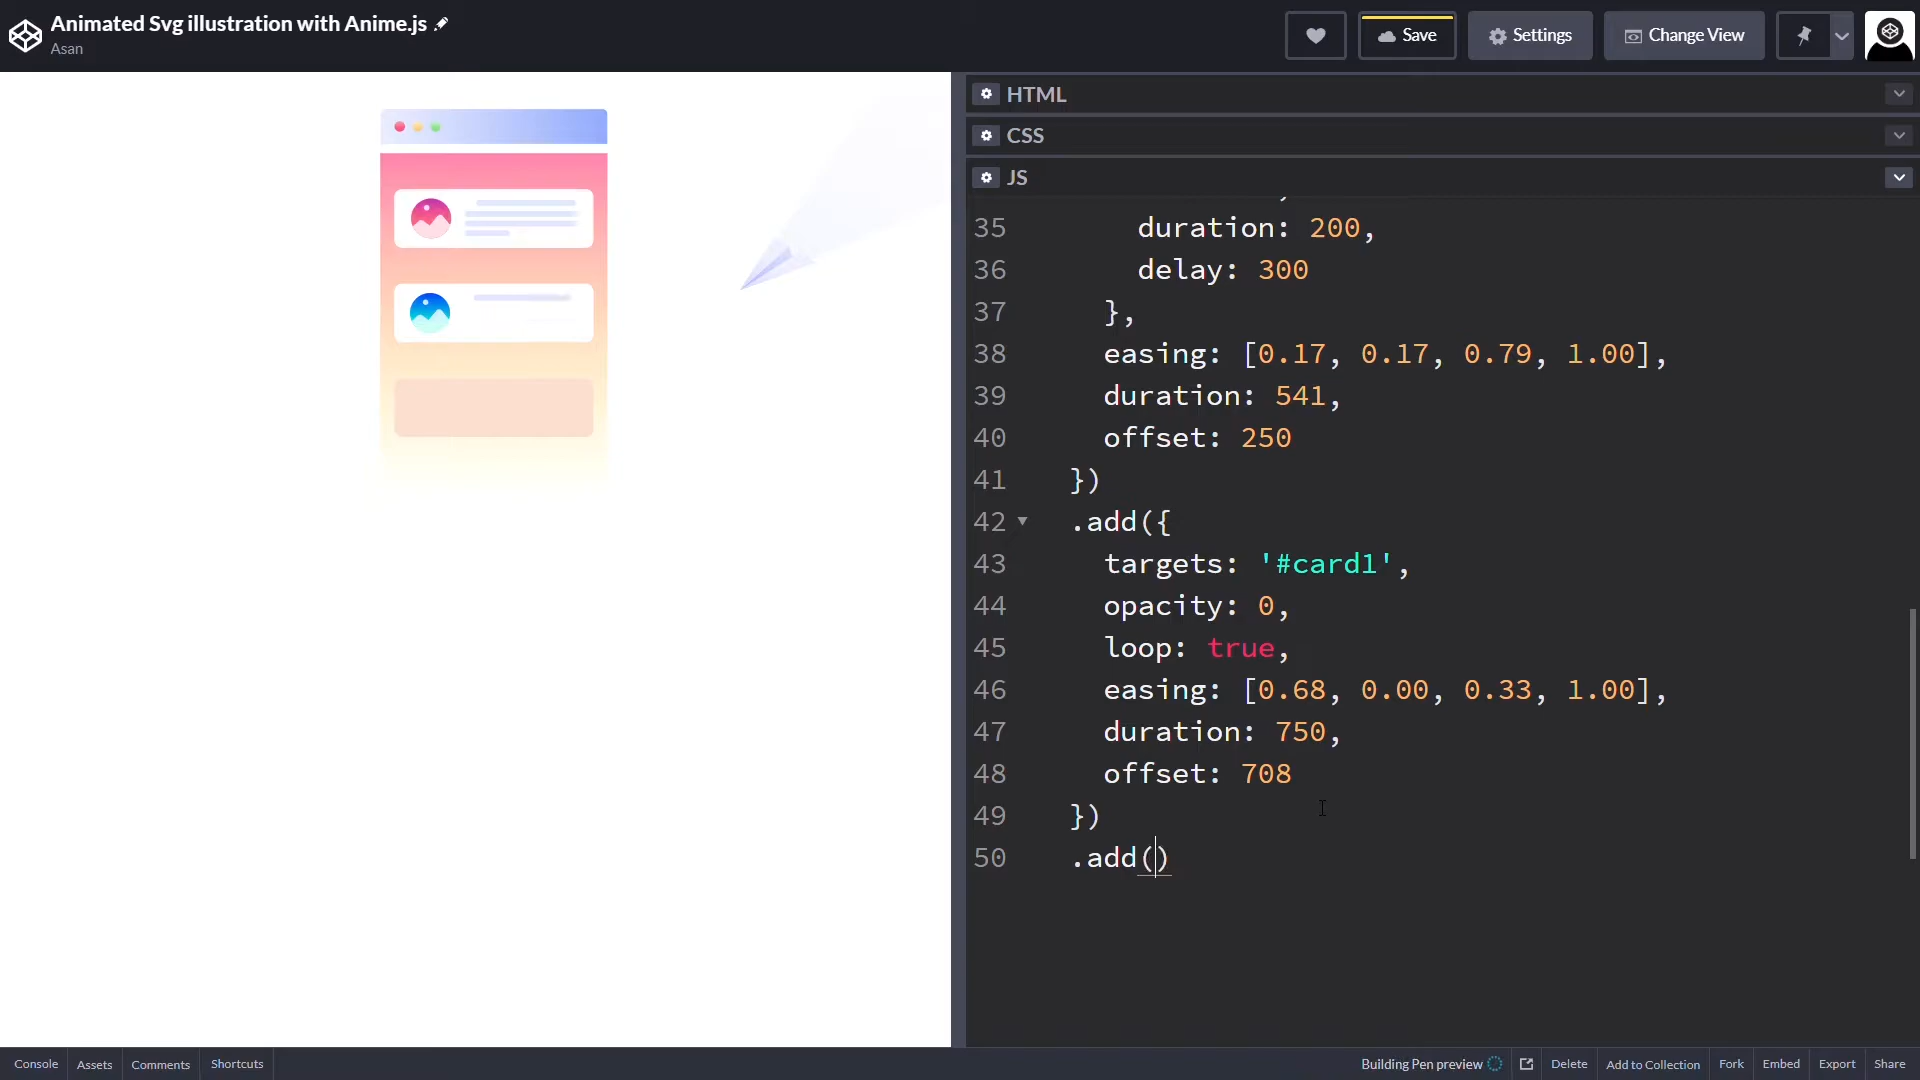 Animated Svg illustration with Anime.js
Asan
Save
Settings
Change View
HTML
CSS
JS
35 duration: 200,
36 delay: 300
37 },
38 easing: [0.17, 0.17, 0.79, 1.00],
39 duration: 541,
40 offset: 250
41 })
42 .add({
43 targets: '#card1',
44 opacity: 0,
45 loop: true,
46 easing: [0.68, 0.00, 0.33, 1.00],
47 duration: 750,
48 offset: 708
49 })
50 .add()
Console Assets Comments Shortcuts Building Pen preview Delete Add to Collection Fork Embed Export Share